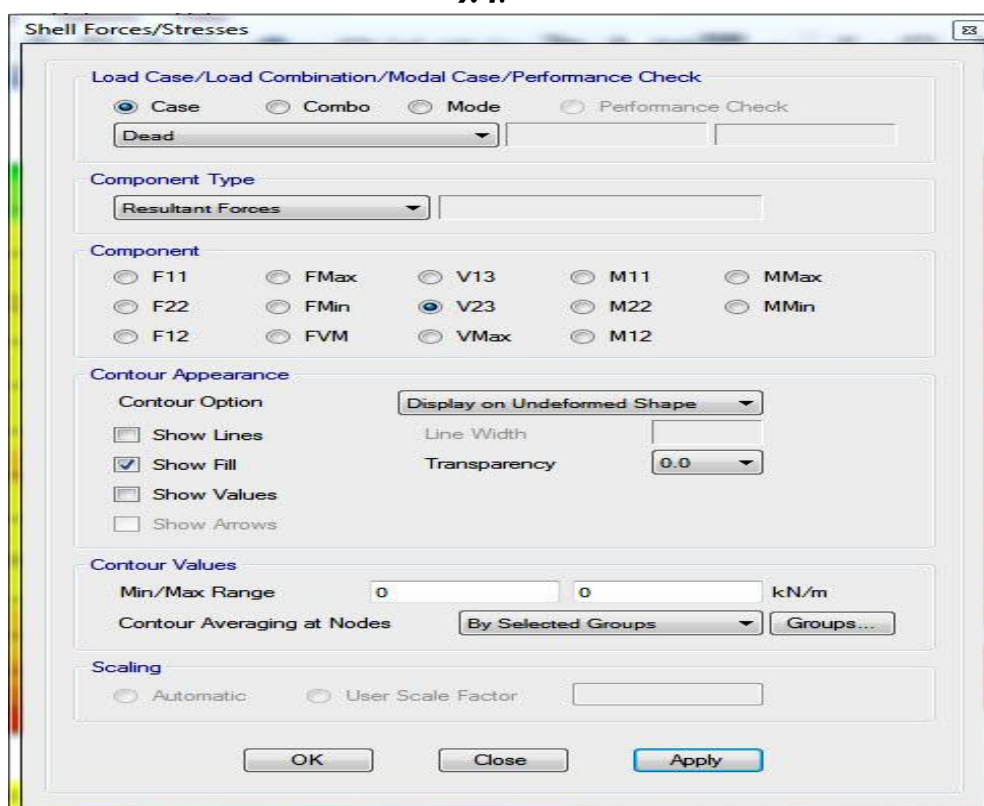 Shell Forces/Stresses
Load Case/Load Combination/Modal Case/Performance Check
Case Combo Mode Performance Check
Dead
Component Type
Resultant Forces
Component
F11 FMax V13 M11 MMax
F22 FMin V23 M22 MMin
F12 FVM VMax M12
Contour Appearance
Contour Option Display on Undeformed Shape
Show Lines Line Width
Show Fill Transparency 0.0
Show Values
Show Arrows
Contour Values
Min/Max Range 0 0 kN/m
Contour Averaging at Nodes By Selected Groups Groups...
Scaling
Automatic User Scale Factor
OK Close Apply